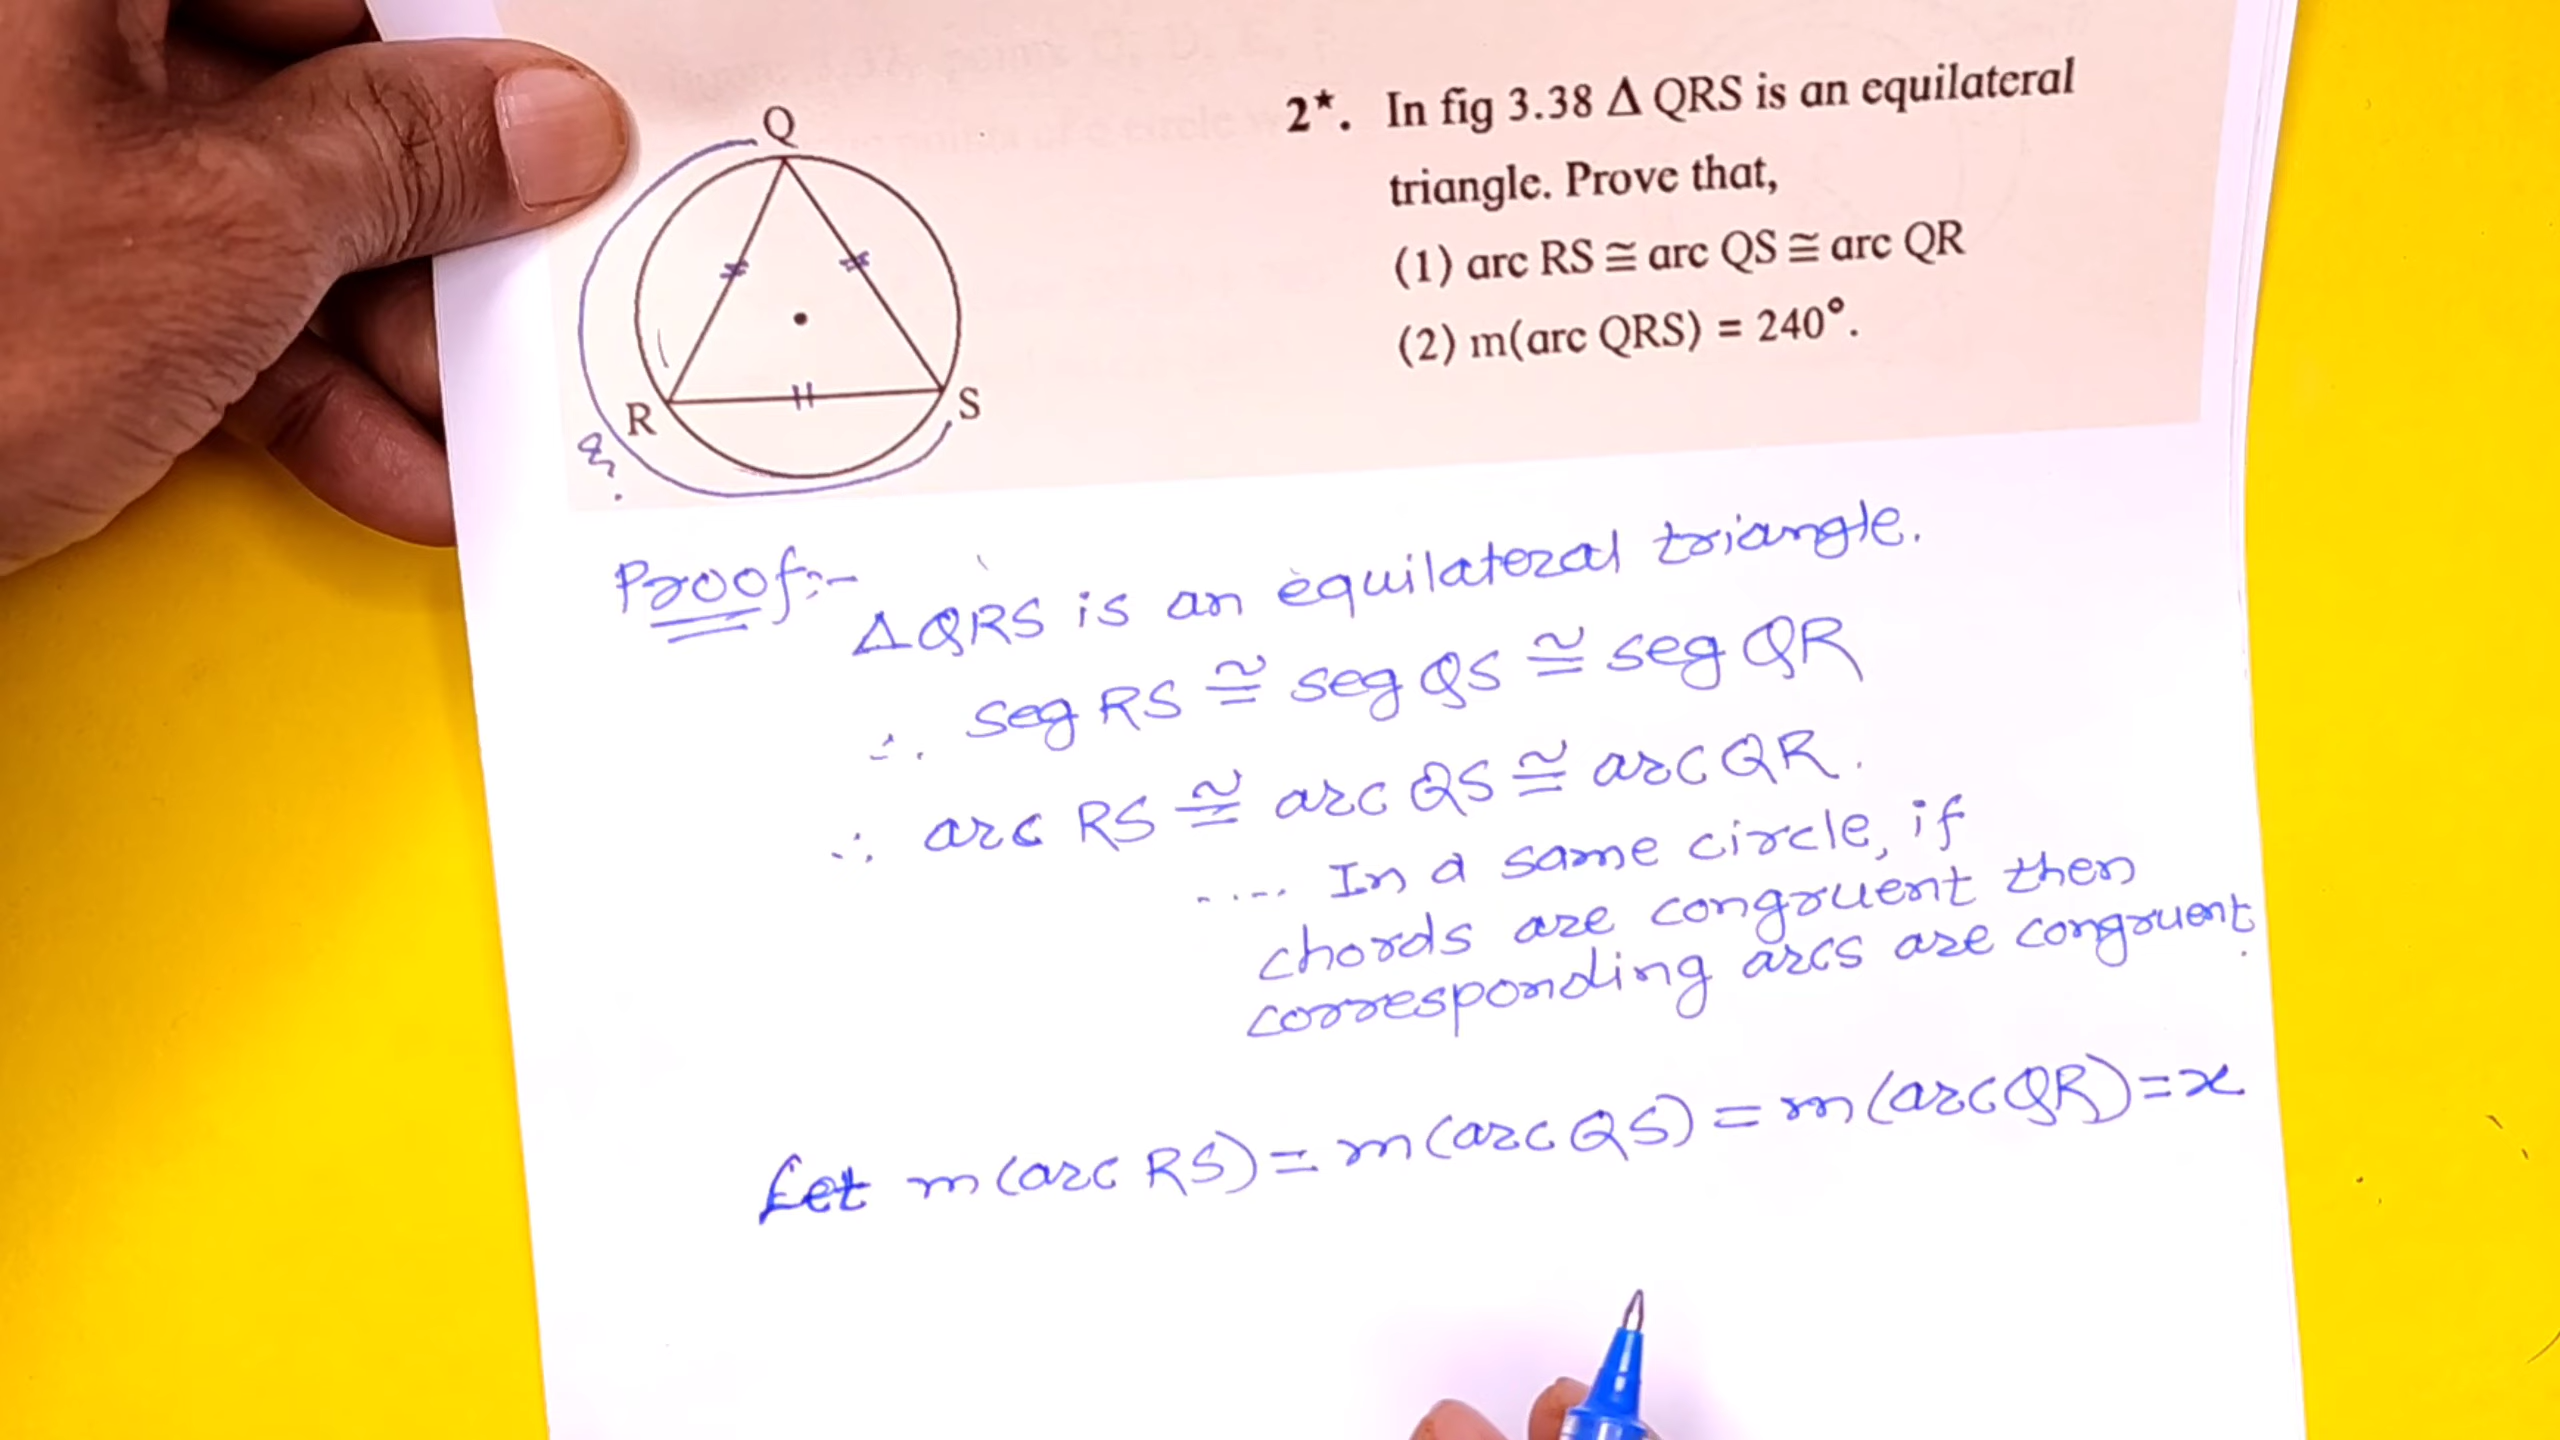 Q
R
S
2*. In fig 3.38 Δ QRS is an equilateral
triangle. Prove that,
(1) arc RS ≅ arc QS ≅ arc QR
(2) m(arc QRS) = 240°.
Proof:-
ΔQRS is an equilateral triangle.
∴ seg RS ≅ seg QS ≅ seg QR
∴ arc RS ≅ arc QS ≅ arc QR.
.... In a same circle, if
chords are congruent then
corresponding arcs are congruent.
Let m(arc RS) = m(arc QS) = m(arc QR) = x